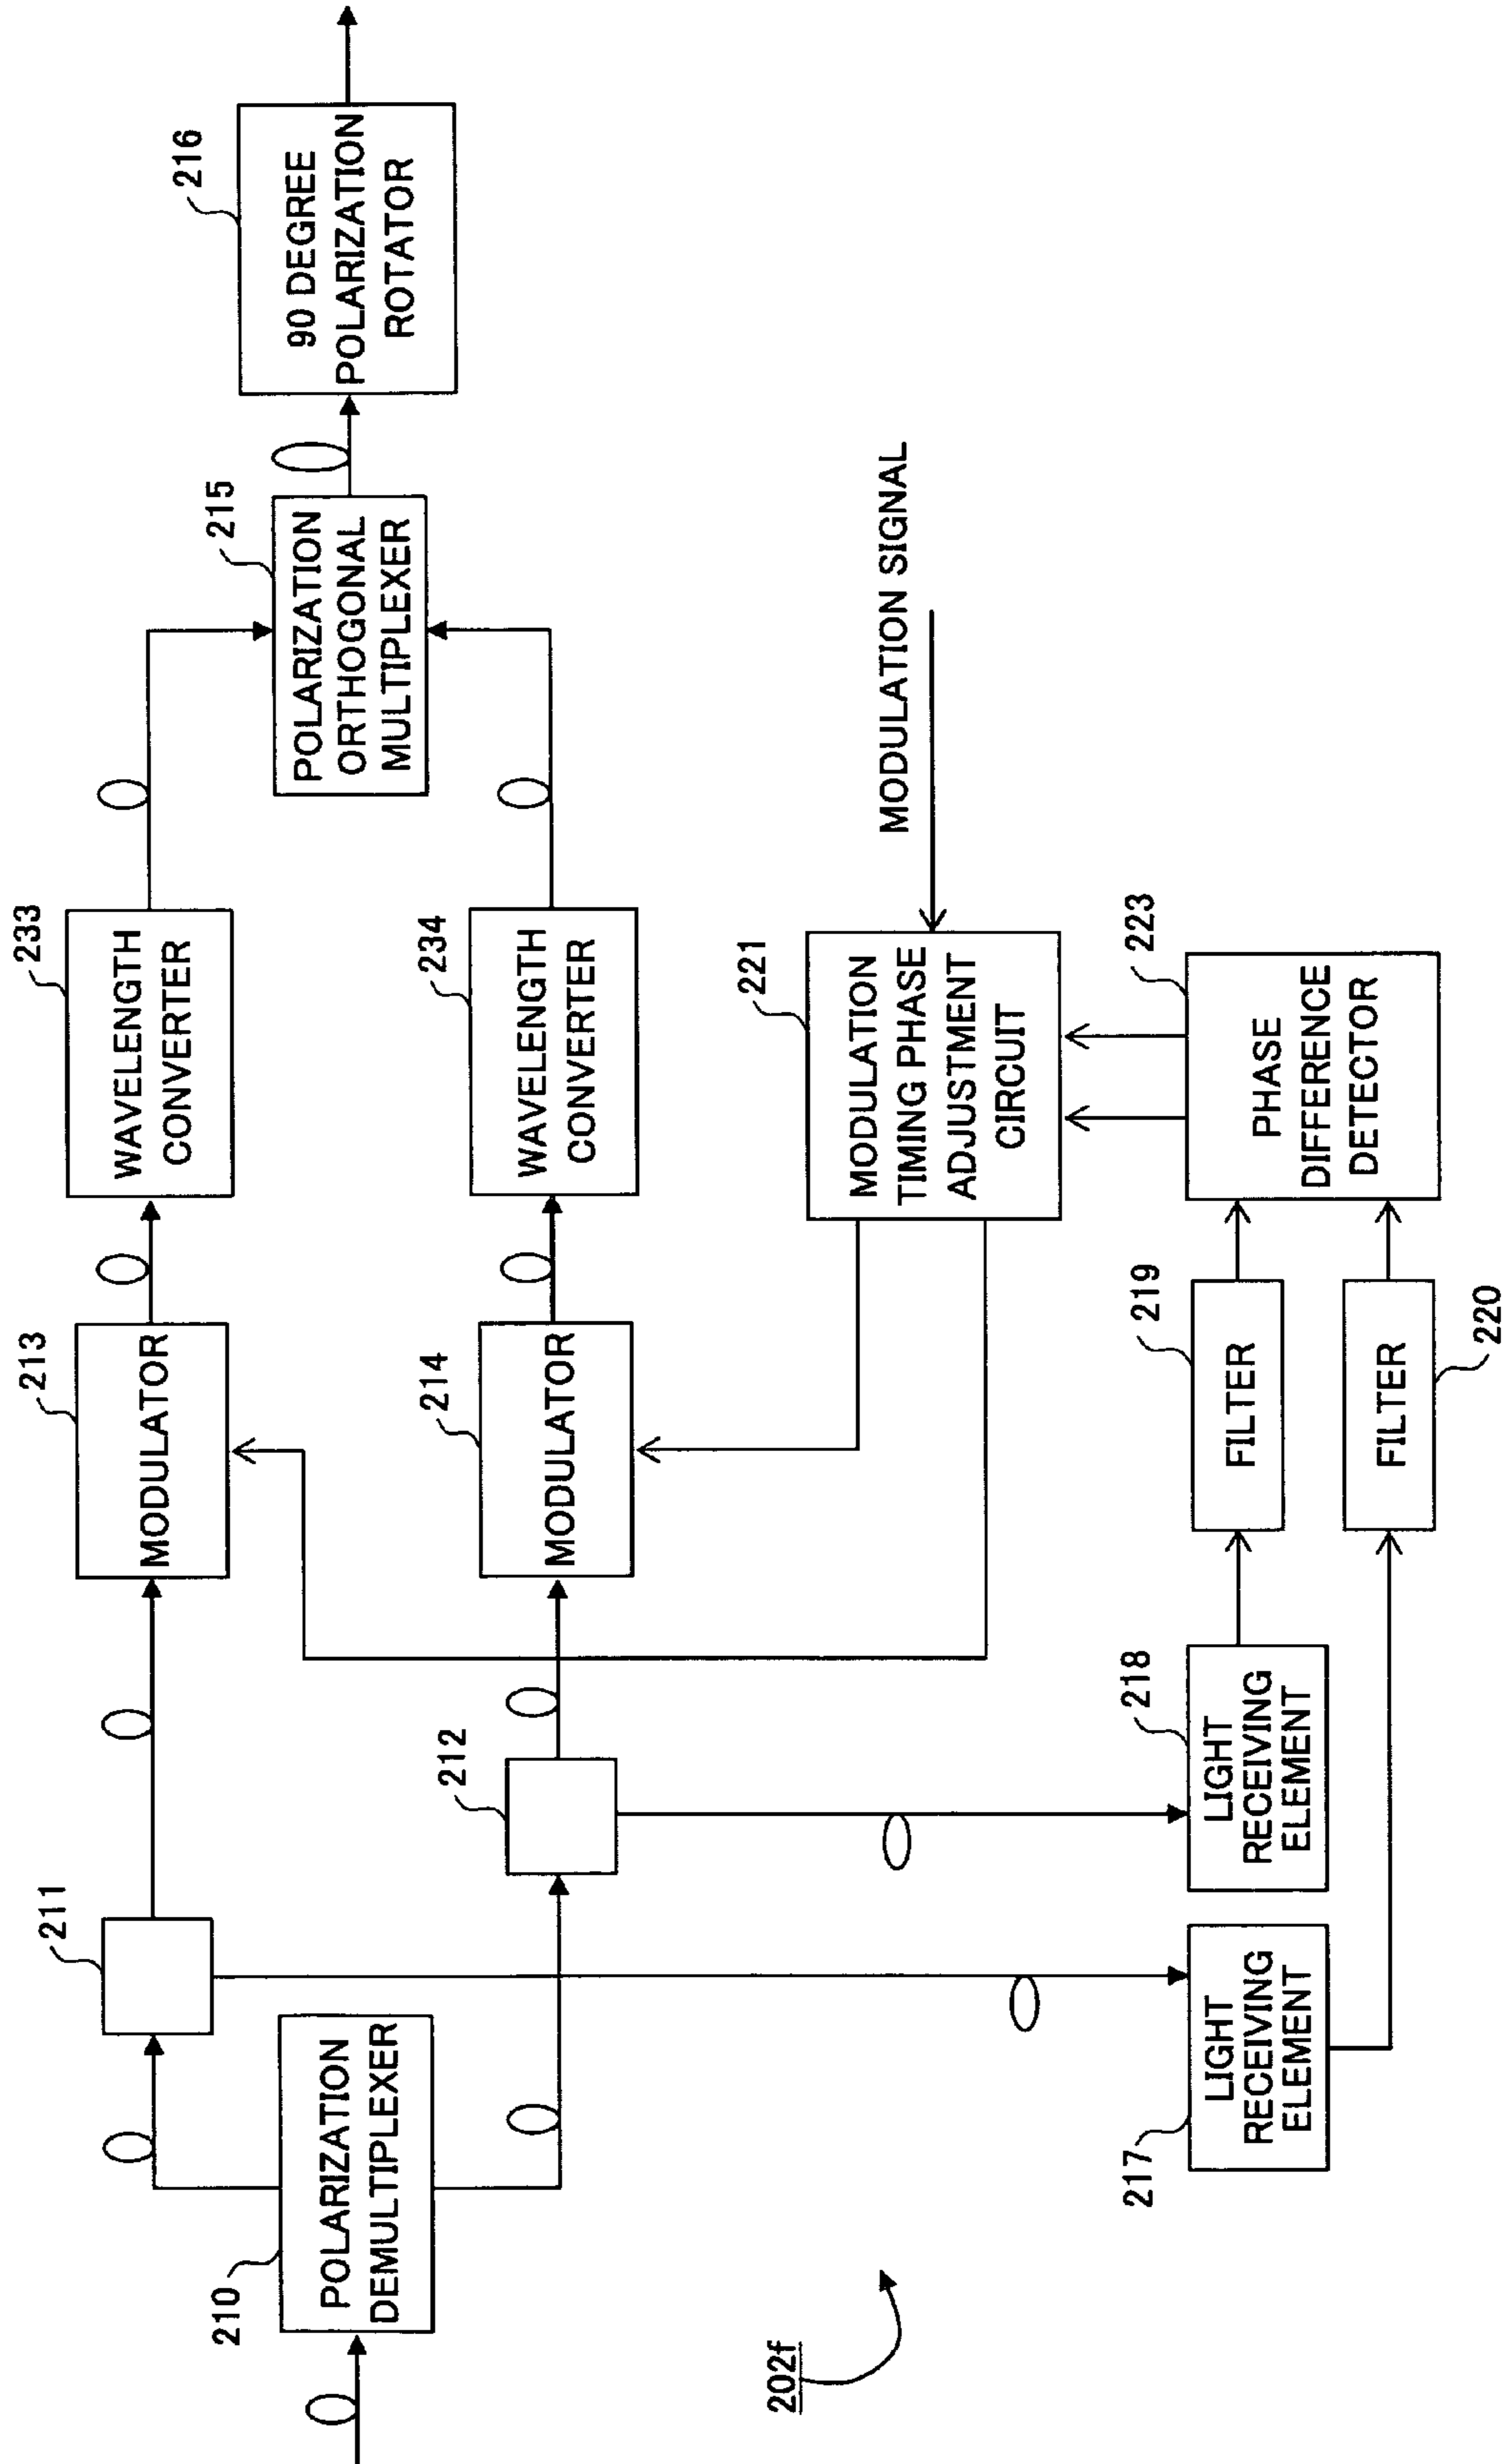 202f
210
POLARIZATION
DEMULTIPLEXER
211
212
213
MODULATOR
214
MODULATOR
233
WAVELENGTH
CONVERTER
234
WAVELENGTH
CONVERTER
215
POLARIZATION
ORTHOGONAL
MULTIPLEXER
216
90 DEGREE
POLARIZATION
ROTATOR
MODULATION SIGNAL
221
MODULATION
TIMING PHASE
ADJUSTMENT
CIRCUIT
223
PHASE
DIFFERENCE
DETECTOR
217
LIGHT
RECEIVING
ELEMENT
218
LIGHT
RECEIVING
ELEMENT
219
FILTER
220
FILTER